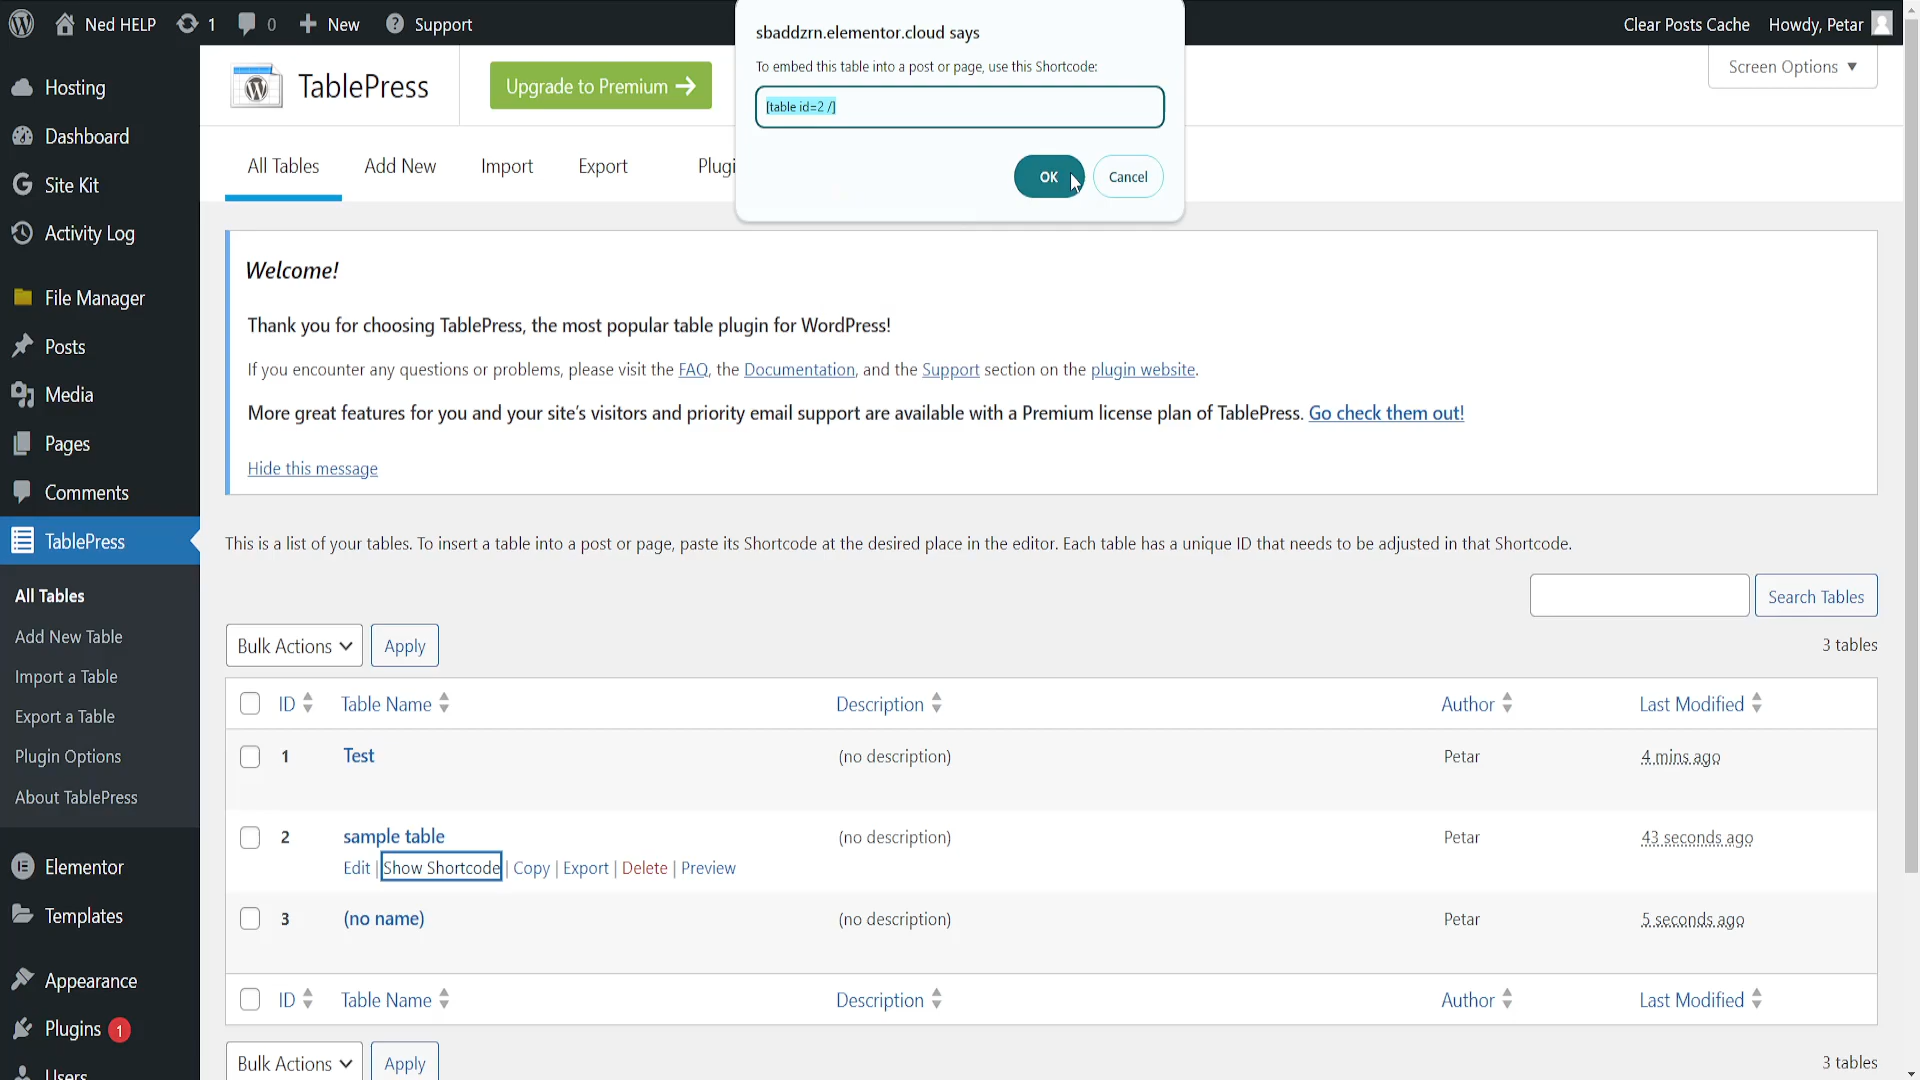 Ned HELP 1 0 New Support Clear Posts Cache Howdy, Petar
sbaddzrn.elementor.cloud says
To embed this table into a post or page, use this Shortcode:
[table id=2 /]
OK Cancel
Hosting
Dashboard
Site Kit
Activity Log
File Manager
Posts
Media
Pages
Comments
TablePress
All Tables
Add New Table
Import a Table
Export a Table
Plugin Options
About TablePress
Elementor
Templates
Appearance
Plugins 1
Users
TablePress
Upgrade to Premium
Screen Options
All Tables Add New Import Export Plugi
Welcome!
Thank you for choosing TablePress, the most popular table plugin for WordPress!
If you encounter any questions or problems, please visit the FAQ, the Documentation, and the Support section on the plugin website.
More great features for you and your site's visitors and priority email support are available with a Premium license plan of TablePress. Go check them out!
Hide this message
This is a list of your tables. To insert a table into a post or page, paste its Shortcode at the desired place in the editor. Each table has a unique ID that needs to be adjusted in that Shortcode.
Search Tables
Bulk Actions Apply 3 tables
ID Table Name Description Author Last Modified
1 Test (no description) Petar 4 mins ago
2 sample table (no description) Petar 43 seconds ago
Edit | Show Shortcode | Copy | Export | Delete | Preview
3 (no name) (no description) Petar 5 seconds ago
ID Table Name Description Author Last Modified
Bulk Actions Apply 3 tables